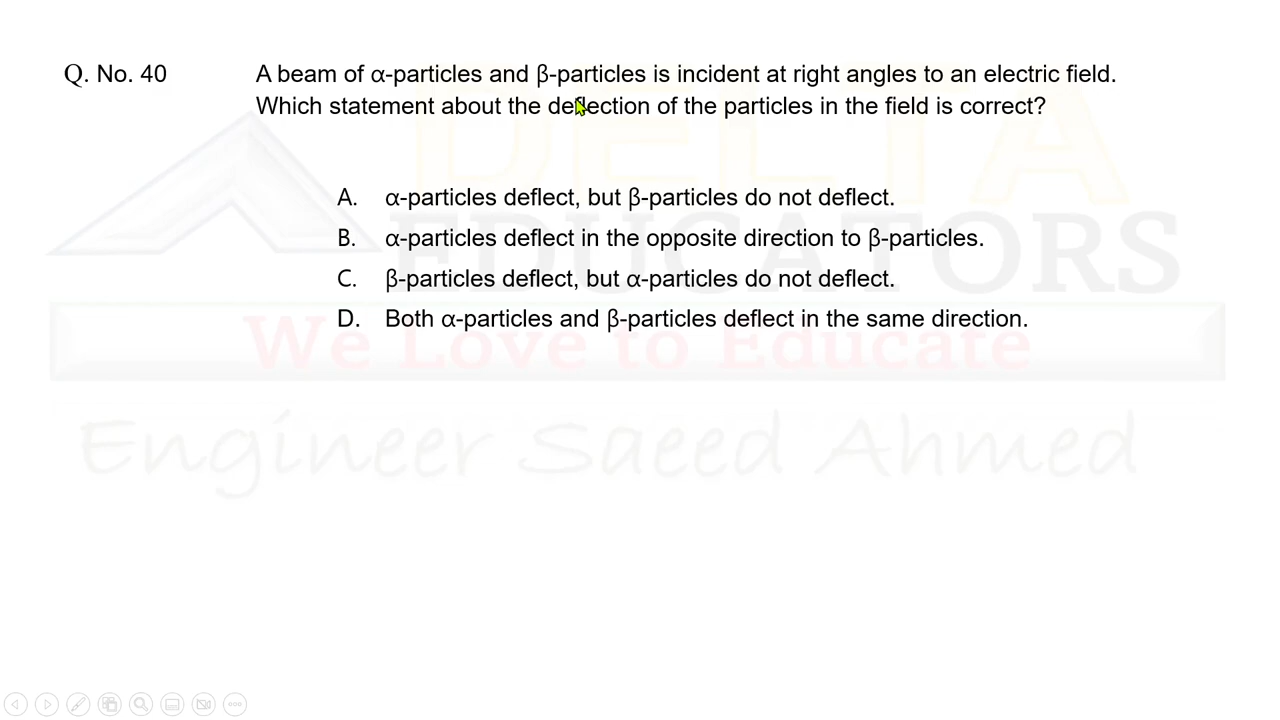 Q. No. 40
A beam of α-particles and β-particles is incident at right angles to an electric field.
Which statement about the deflection of the particles in the field is correct?
A. α-particles deflect, but β-particles do not deflect.
B. α-particles deflect in the opposite direction to β-particles.
C. β-particles deflect, but α-particles do not deflect.
D. Both α-particles and β-particles deflect in the same direction.
DELTA
EDUCATORS
We Love to Educate
Engineer Saeed Ahmed